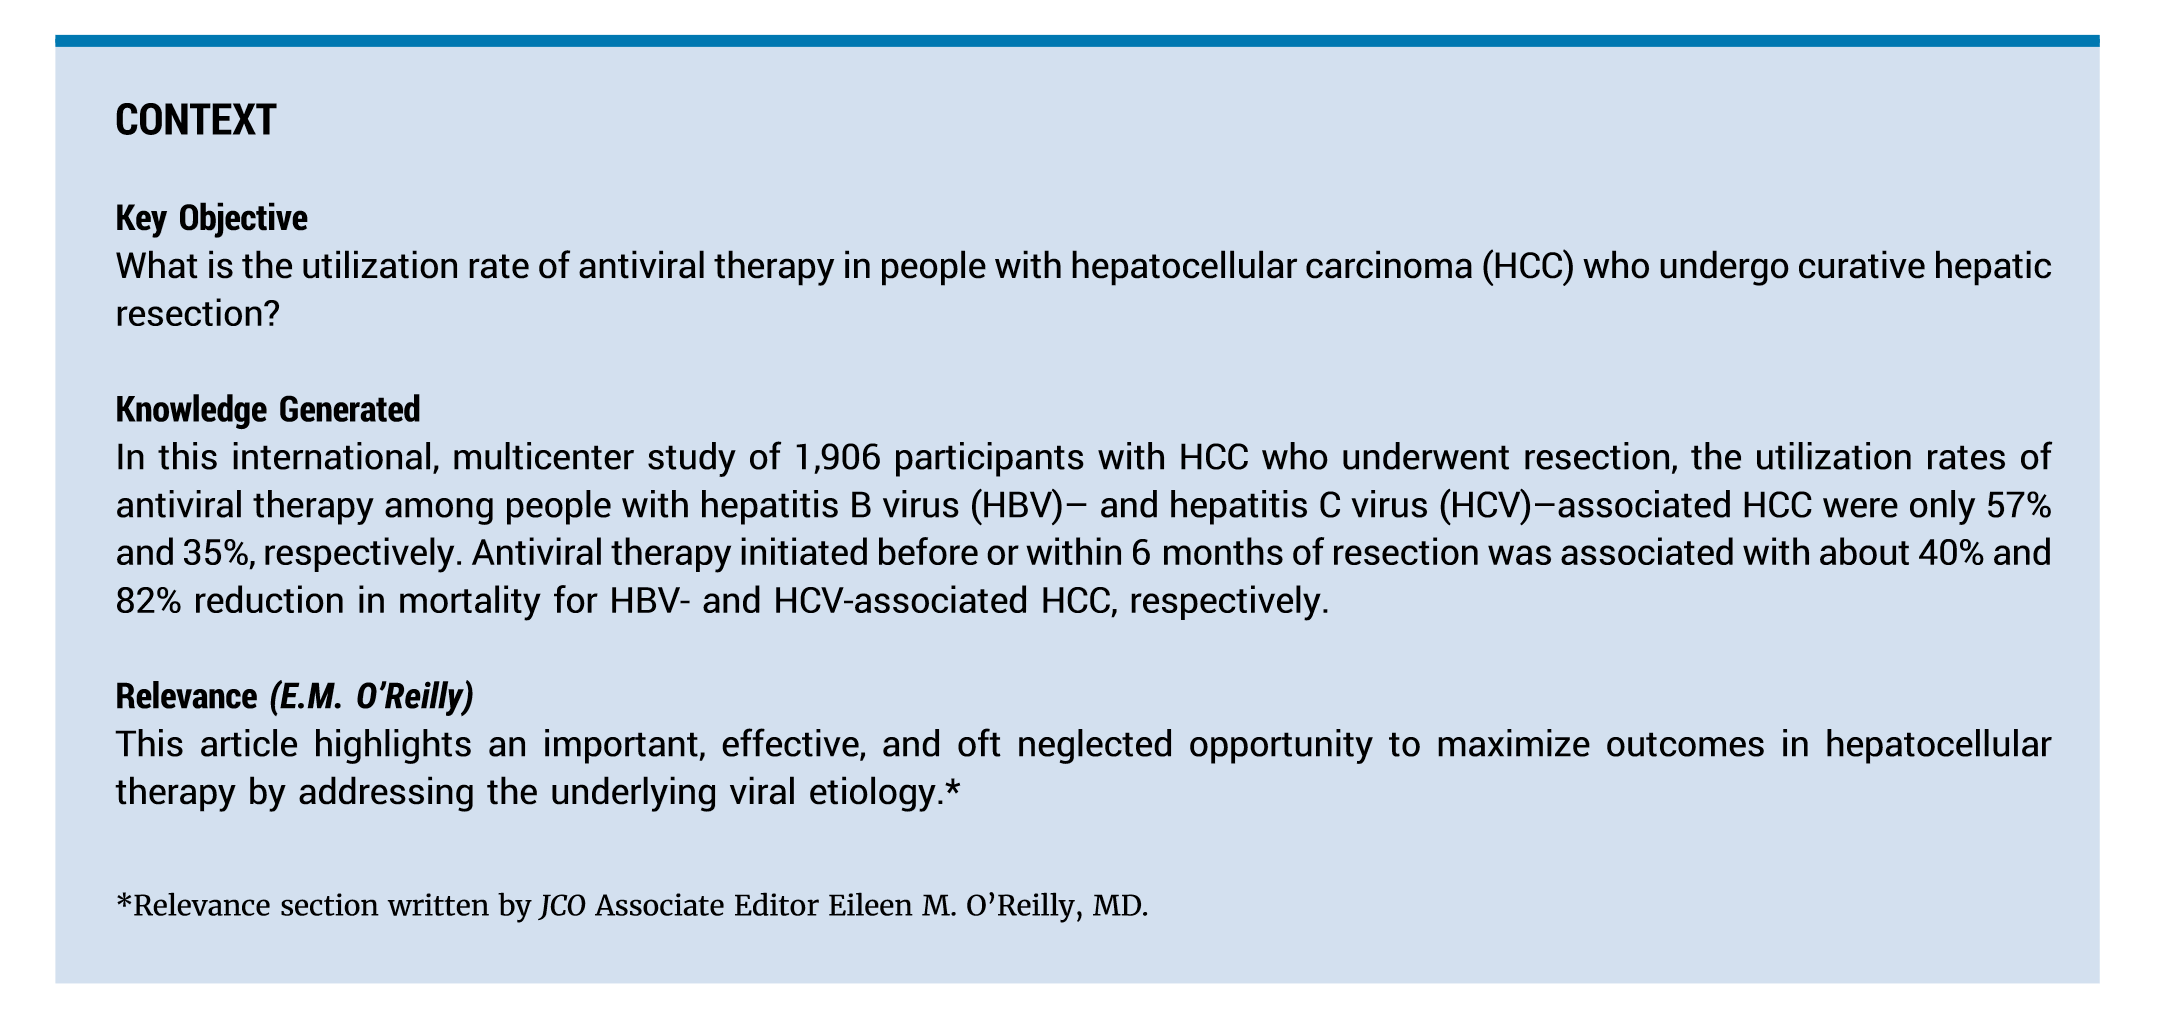 CONTEXT
Key Objective
What is the utilization rate of antiviral therapy in people with hepatocellular carcinoma (HCC) who undergo curative hepatic
resection?
Knowledge Generated
In this international, multicenter study of 1,906 participants with HCC who underwent resection, the utilization rates of
antiviral therapy among people with hepatitis B virus (HBV)– and hepatitis C virus (HCV)–associated HCC were only 57%
and 35%, respectively. Antiviral therapy initiated before or within 6 months of resection was associated with about 40% and
82% reduction in mortality for HBV- and HCV-associated HCC, respectively.
Relevance (E.M. O’Reilly)
This article highlights an important, effective, and oft neglected opportunity to maximize outcomes in hepatocellular
therapy by addressing the underlying viral etiology.*
*Relevance section written by JCO Associate Editor Eileen M. O’Reilly, MD.